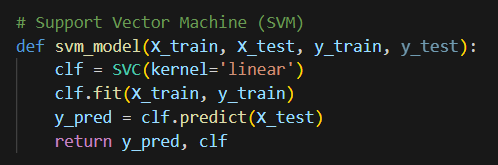 # Support Vector Machine (SVM)
def svm_model(X_train, X_test, y_train, y_test):
    clf = SVC(kernel='linear')
    clf.fit(X_train, y_train)
    y_pred = clf.predict(X_test)
    return y_pred, clf